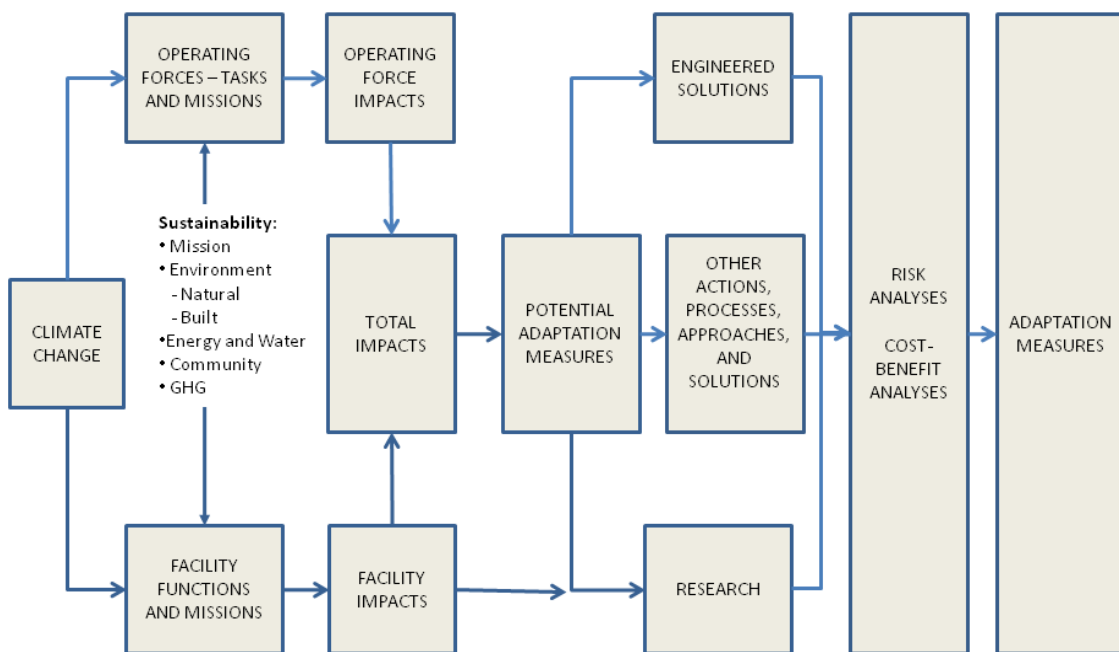 OPERATING
FORCES – TASKS
AND MISSIONS
OPERATING
FORCE
IMPACTS
ENGINEERED
SOLUTIONS
Sustainability:
• Mission
• Environment
- Natural
- Built
•Energy and Water
• Community
• GHG
CLIMATE
CHANGE
TOTAL
IMPACTS
POTENTIAL
ADAPTATION
MEASURES
OTHER
ACTIONS,
PROCESSES,
APPROACHES,
AND
SOLUTIONS
RISK
ANALYSES
COST-
BENEFIT
ANALYSES
ADAPTATION
MEASURES
FACILITY
FUNCTIONS
AND MISSIONS
FACILITY
IMPACTS
RESEARCH